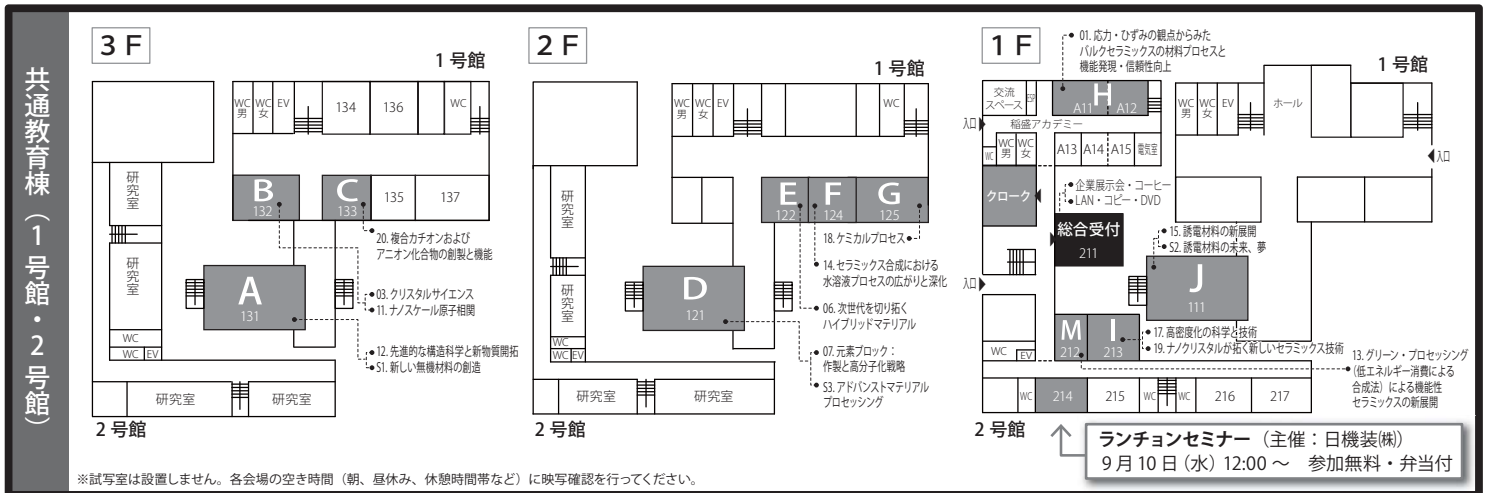 共通教育棟(1号館・2号館)
3 F
1 号館
WC
男
WC
女
EV
134
136
WC
研究室
B
132
C
133
135
137
20. 複合カチオンおよび
アニオン化合物の創製と機能
研究室
A
131
03. クリスタルサイエンス
11. ナノスケール原子相関
WC
WC
EV
12. 先進的な構造科学と新物質開拓
S1. 新しい無機材料の創造
研究室
研究室
2 号館
※試写室は設置しません。各会場の空き時間(朝、昼休み、休憩時間帯など)に映写確認を行ってください。
2 F
1 号館
WC
男
WC
女
EV
WC
研究室
E
122
F
124
G
125
18. ケミカルプロセス
14. セラミックス合成における
水溶液プロセスの広がりと深化
研究室
D
121
06. 次世代を切り拓く
ハイブリッドマテリアル
WC
WC
EV
07. 元素ブロック:
作製と高分子化戦略
S3. アドバンストマテリアル
プロセッシング
研究室
研究室
2 号館
1 F
01. 応力・ひずみの観点からみた
バルクセラミックスの材料プロセスと
機能発現・信頼性向上
1 号館
交流
スペース
H
A11
A12
WC
男
WC
女
EV
ホール
入口
稲盛アカデミー
WC
WC
男
WC
女
A13
A14
A15
電気室
入口
クローク
企業展示会・コーヒー
LAN・コピー・DVD
総合受付
211
15. 誘電材料の新展開
S2. 誘電材料の未来、夢
入口
J
111
M
212
I
213
17. 高密度化の科学と技術
19. ナノクリスタルが拓く新しいセラミックス技術
WC
EV
13. グリーン・プロセッシング
(低エネルギー消費による
合成法)による機能性
セラミックスの新展開
WC
214
215
WC
WC
216
217
2 号館
ランチョンセミナー(主催:日機装㈱)
9 月 10 日(水)12:00 ~ 参加無料・弁当付